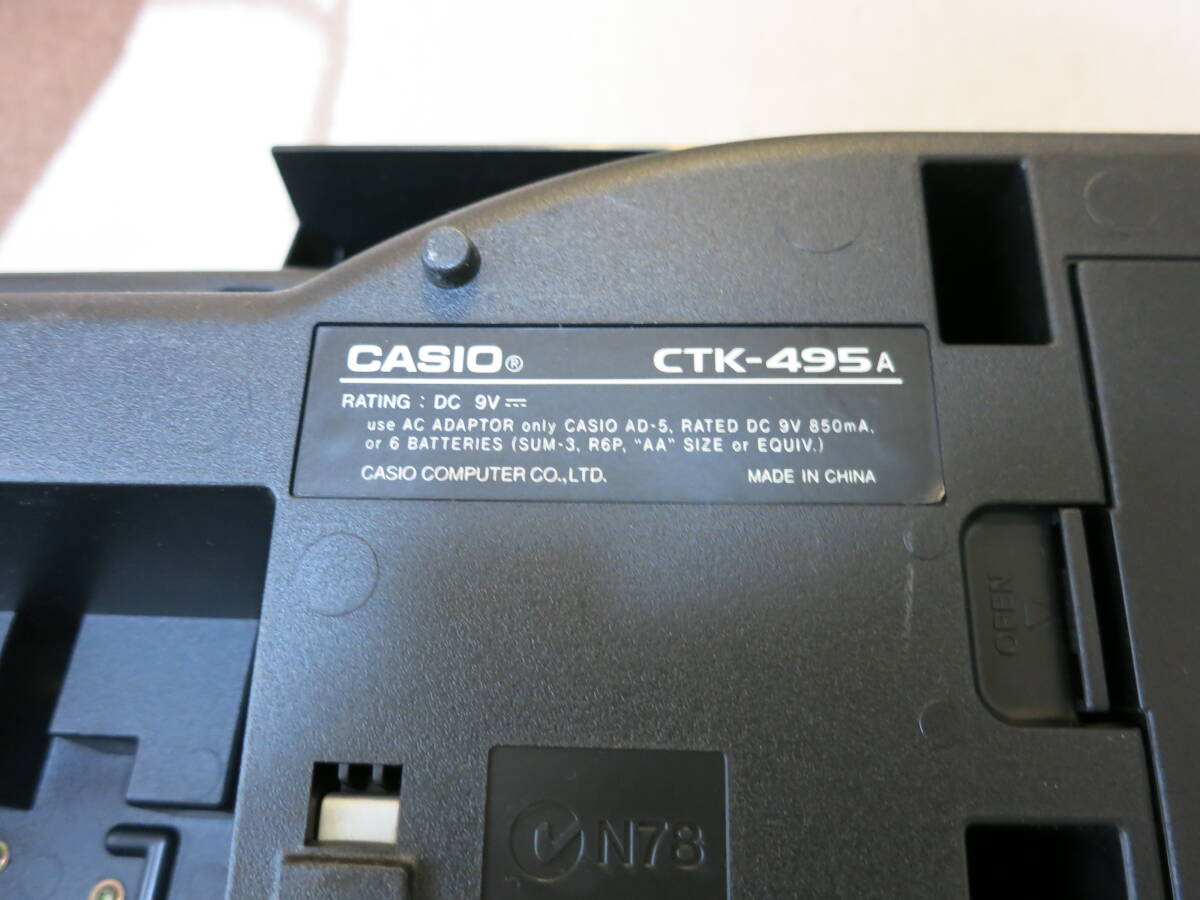 CASIO® CTK-495A
RATING : DC 9V⎓
use AC ADAPTOR only CASIO AD-5, RATED DC 9V 850mA,
or 6 BATTERIES (SUM-3, R6P, "AA" SIZE or EQUIV.)
CASIO COMPUTER CO.,LTD. MADE IN CHINA
OPEN
N78